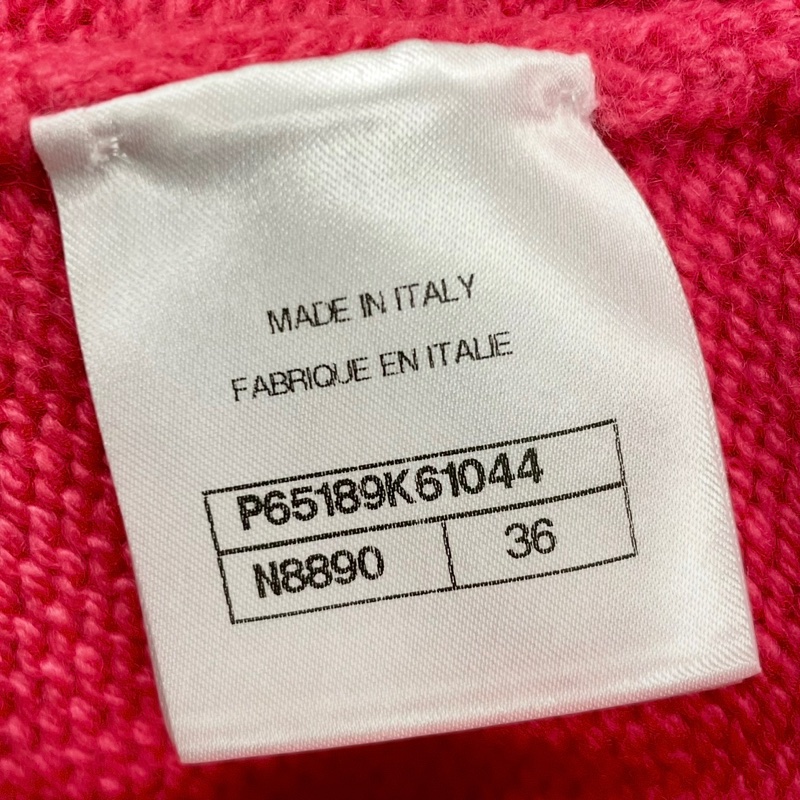 MADE IN ITALY
FABRIQUE EN ITALIE
P65189K61044
N8890 36